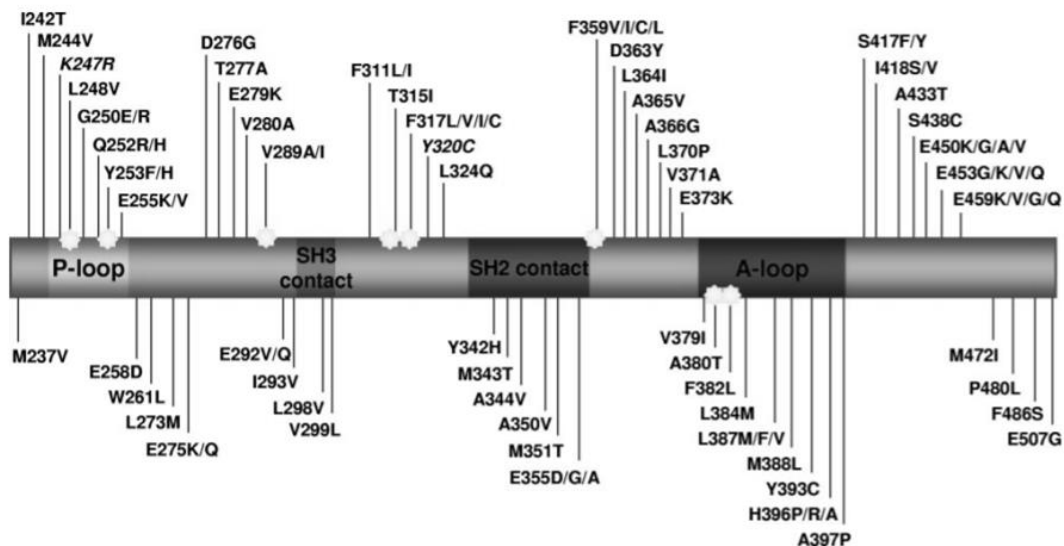 I242T
M244V
K247R
L248V
G250E/R
Q252R/H
Y253F/H
E255K/V
D276G
T277A
E279K
V280A
V289A/I
F311L/I
T315I
F317L/V/I/C
Y320C
L324Q
F359V/I/C/L
D363Y
L364I
A365V
A366G
L370P
V371A
E373K
S417F/Y
I418S/V
A433T
S438C
E450K/G/A/V
E453G/K/V/Q
E459K/V/G/Q
P-loop
SH3
contact
SH2 contact
A-loop
M237V
E258D
W261L
L273M
E275K/Q
E292V/Q
I293V
L298V
V299L
Y342H
M343T
A344V
A350V
M351T
E355D/G/A
V379I
A380T
F382L
L384M
L387M/F/V
M388L
Y393C
H396P/R/A
A397P
M472I
P480L
F486S
E507G